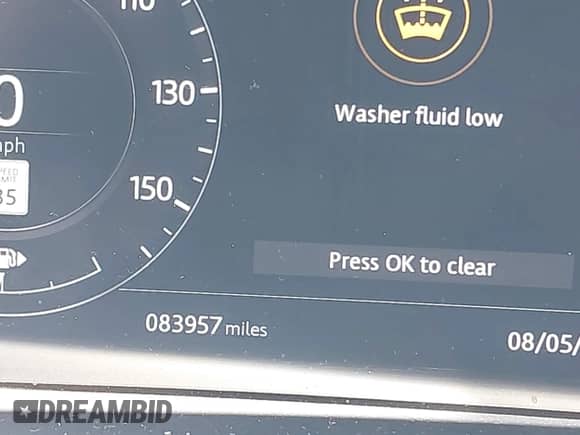 110
130
150
0
mph
SPEED
LIMIT
35
Washer fluid low
Press OK to clear
083957 miles
08/05/
DREAMBID